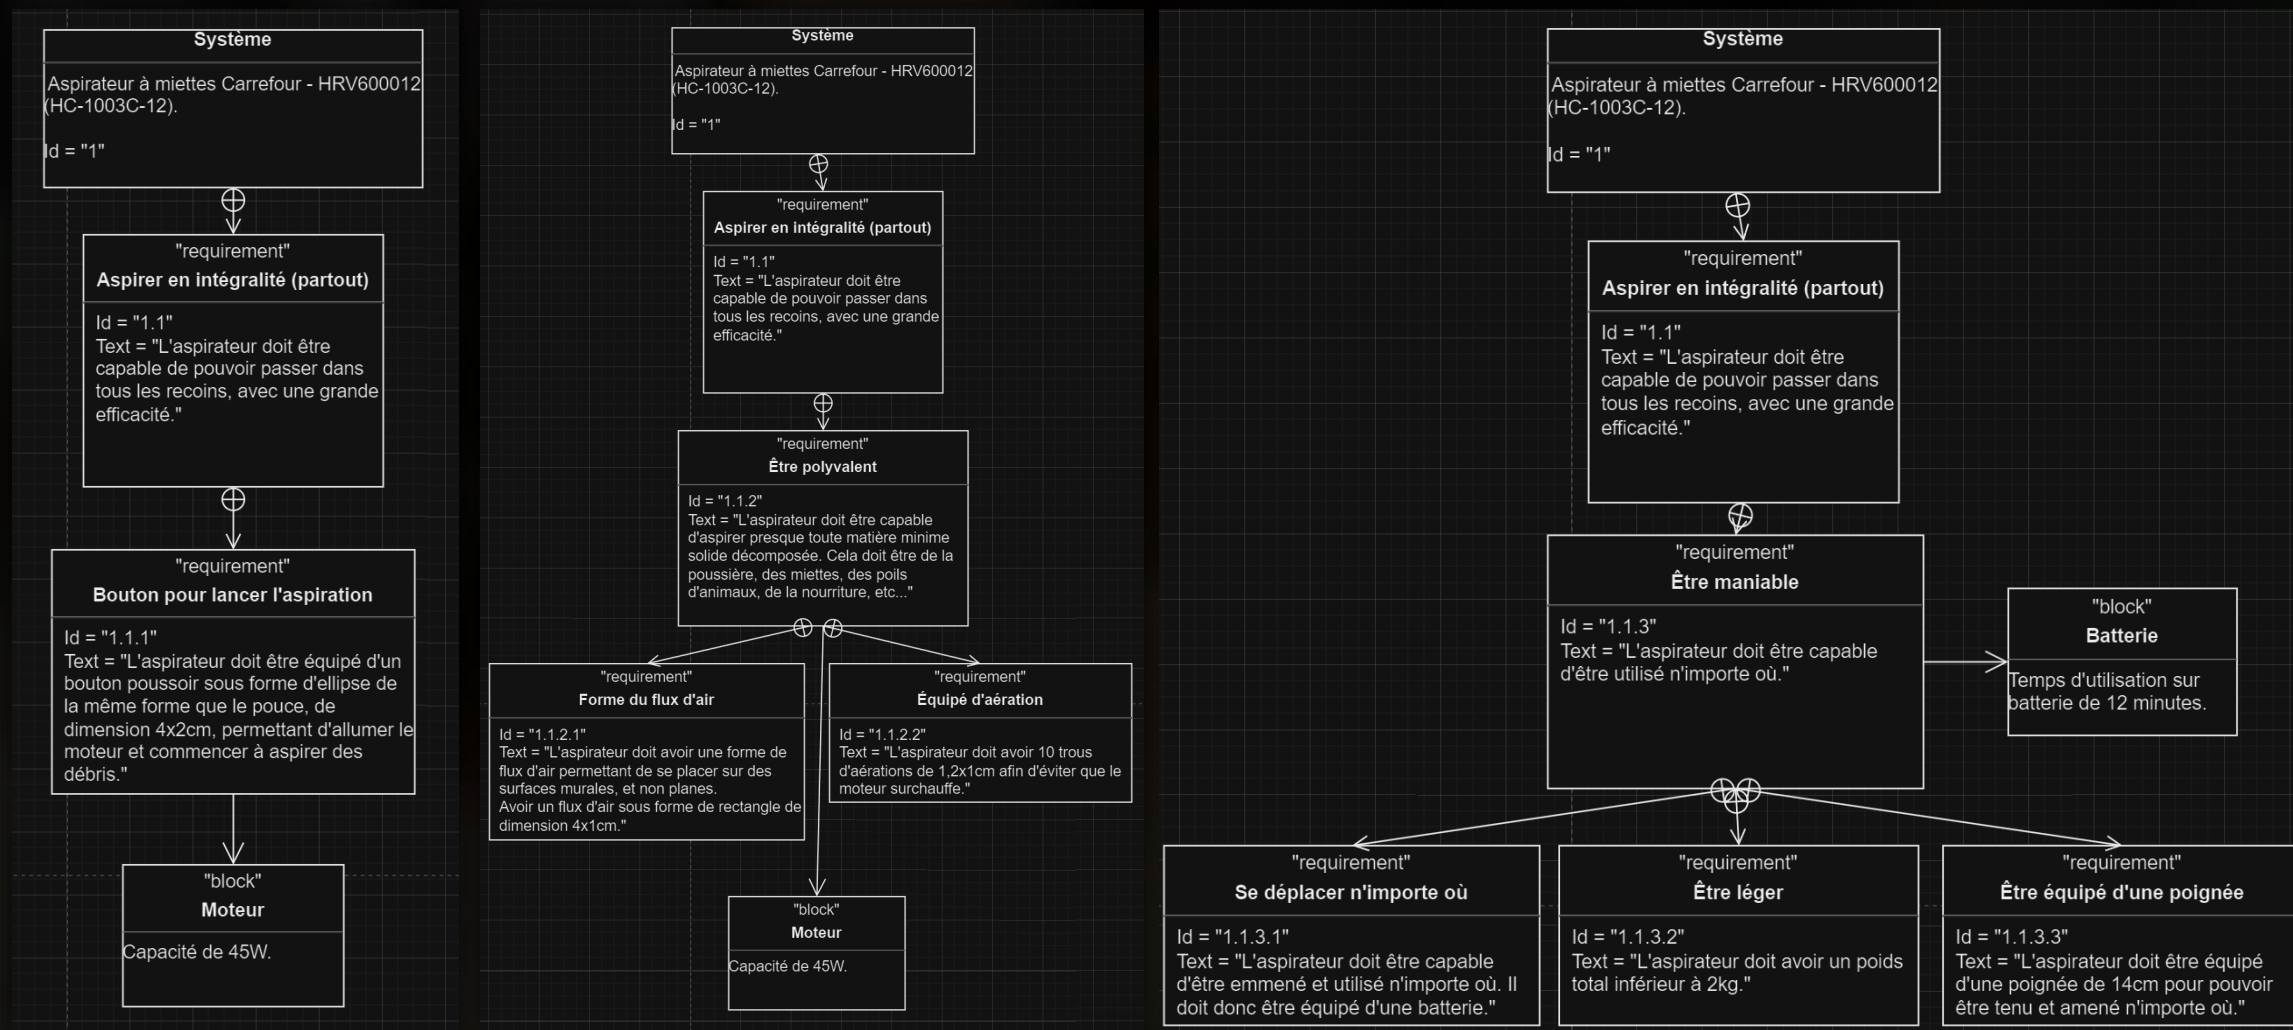 Système
Aspirateur à miettes Carrefour - HRV600012
(HC-1003C-12).
Id = "1"
"requirement"
Aspirer en intégralité (partout)
Id = "1.1"
Text = "L'aspirateur doit être
capable de pouvoir passer dans
tous les recoins, avec une grande
efficacité."
"requirement"
Bouton pour lancer l'aspiration
Id = "1.1.1"
Text = "L'aspirateur doit être équipé d'un
bouton poussoir sous forme d'ellipse de
la même forme que le pouce, de
dimension 4x2cm, permettant d'allumer le
moteur et commencer à aspirer des
débris."
"block"
Moteur
Capacité de 45W.
Système
Aspirateur à miettes Carrefour - HRV600012
(HC-1003C-12).
Id = "1"
"requirement"
Aspirer en intégralité (partout)
Id = "1.1"
Text = "L'aspirateur doit être
capable de pouvoir passer dans
tous les recoins, avec une grande
efficacité."
"requirement"
Être polyvalent
Id = "1.1.2"
Text = "L'aspirateur doit être capable
d'aspirer presque toute matière minime
solide décomposée. Cela doit être de la
poussière, des miettes, des poils
d'animaux, de la nourriture, etc..."
"requirement"
Forme du flux d'air
Id = "1.1.2.1"
Text = "L'aspirateur doit avoir une forme de
flux d'air permettant de se placer sur des
surfaces murales, et non planes.
Avoir un flux d'air sous forme de rectangle de
dimension 4x1cm."
"requirement"
Équipé d'aération
Id = "1.1.2.2"
Text = "L'aspirateur doit avoir 10 trous
d'aérations de 1,2x1cm afin d'éviter que le
moteur surchauffe."
"block"
Moteur
Capacité de 45W.
Système
Aspirateur à miettes Carrefour - HRV600012
(HC-1003C-12).
Id = "1"
"requirement"
Aspirer en intégralité (partout)
Id = "1.1"
Text = "L'aspirateur doit être
capable de pouvoir passer dans
tous les recoins, avec une grande
efficacité."
"requirement"
Être maniable
Id = "1.1.3"
Text = "L'aspirateur doit être capable
d'être utilisé n'importe où."
"block"
Batterie
Temps d'utilisation sur
batterie de 12 minutes.
"requirement"
Se déplacer n'importe où
Id = "1.1.3.1"
Text = "L'aspirateur doit être capable
d'être emmené et utilisé n'importe où. Il
doit donc être équipé d'une batterie."
"requirement"
Être léger
Id = "1.1.3.2"
Text = "L'aspirateur doit avoir un poids
total inférieur à 2kg."
"requirement"
Être équipé d'une poignée
Id = "1.1.3.3"
Text = "L'aspirateur doit être équipé
d'une poignée de 14cm pour pouvoir
être tenu et amené n'importe où."